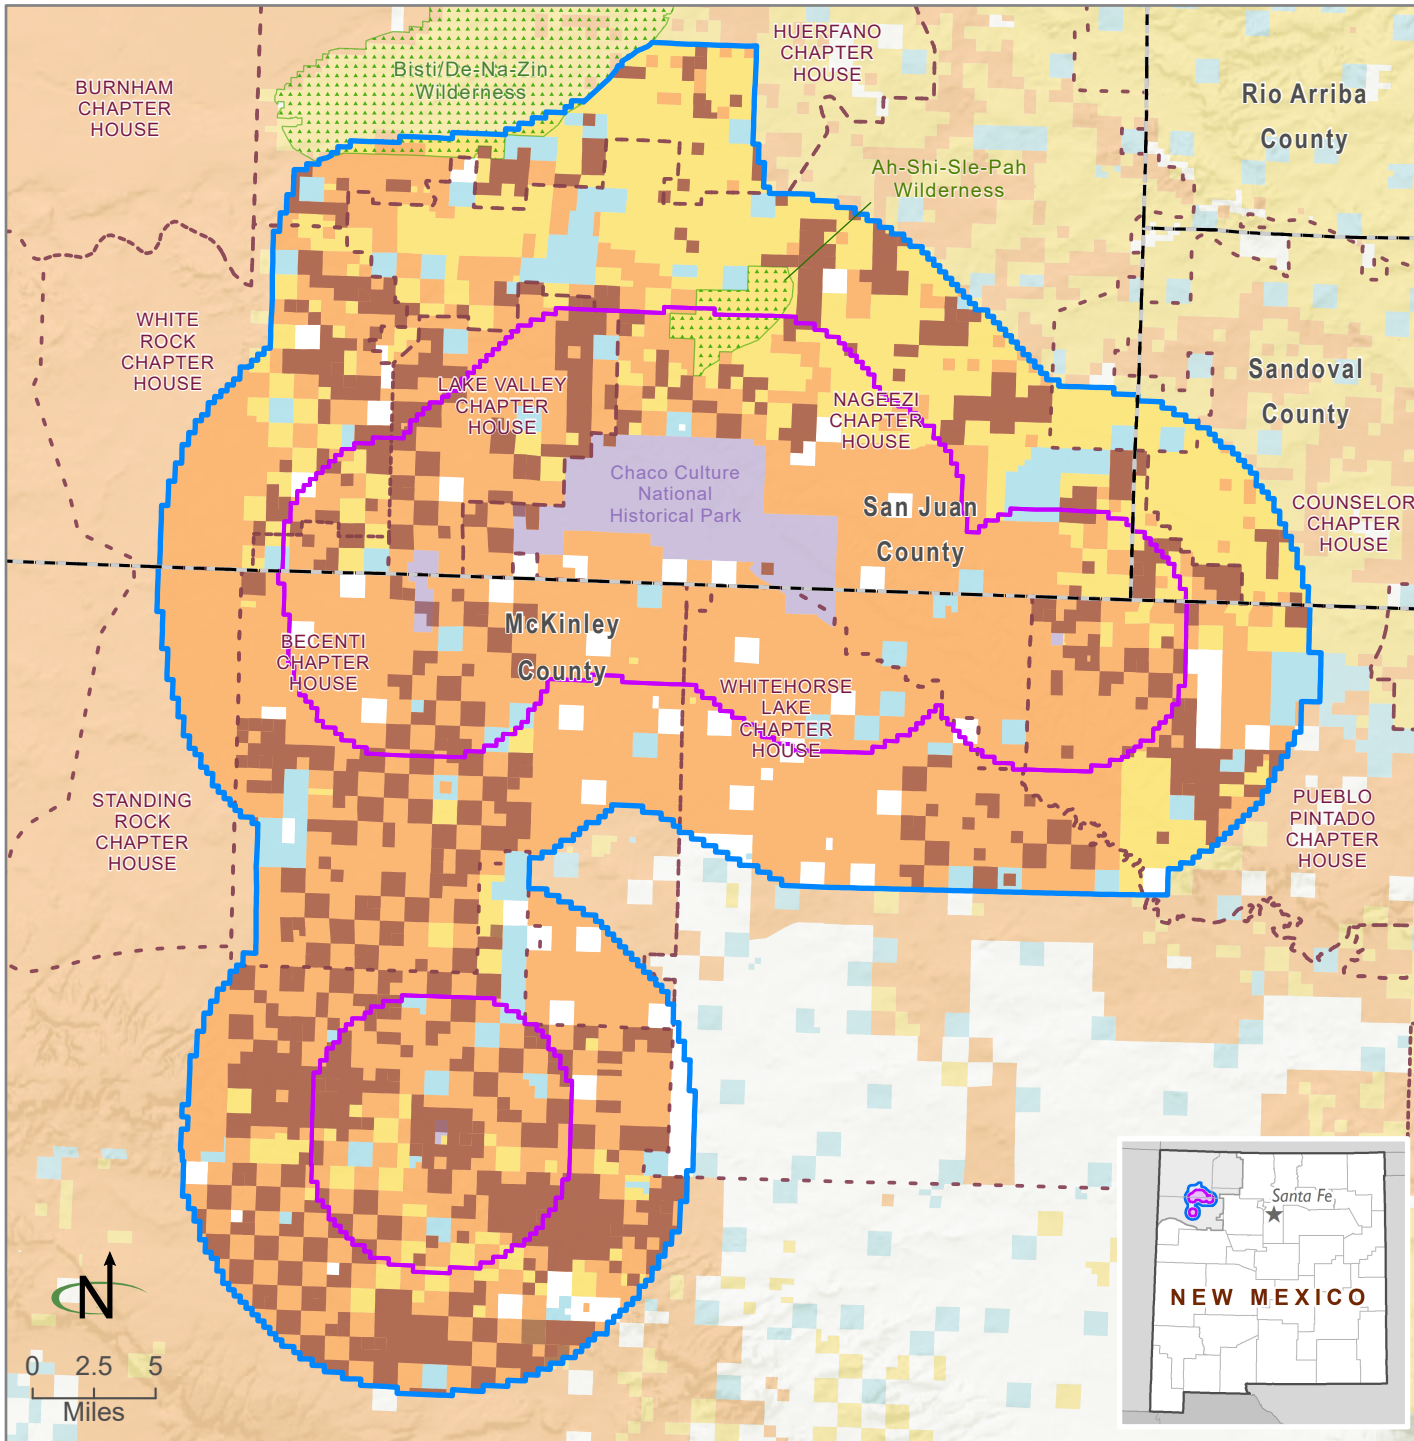 HUERFANO
CHAPTER
HOUSE
Bisti/De-Na-Zin
Wilderness
BURNHAM
CHAPTER
HOUSE
Rio Arriba
County
Ah-Shi-Sle-Pah
Wilderness
WHITE
ROCK
CHAPTER
HOUSE
LAKE VALLEY
CHAPTER
HOUSE
NAGEEZI
CHAPTER
HOUSE
Sandoval
County
Chaco Culture
National
Historical Park
San Juan
County
COUNSELOR
CHAPTER
HOUSE
McKinley
County
BECENTI
CHAPTER
HOUSE
WHITEHORSE
LAKE
CHAPTER
HOUSE
STANDING
ROCK
CHAPTER
HOUSE
PUEBLO
PINTADO
CHAPTER
HOUSE
N
0 2.5 5
Miles
Santa Fe
NEW MEXICO